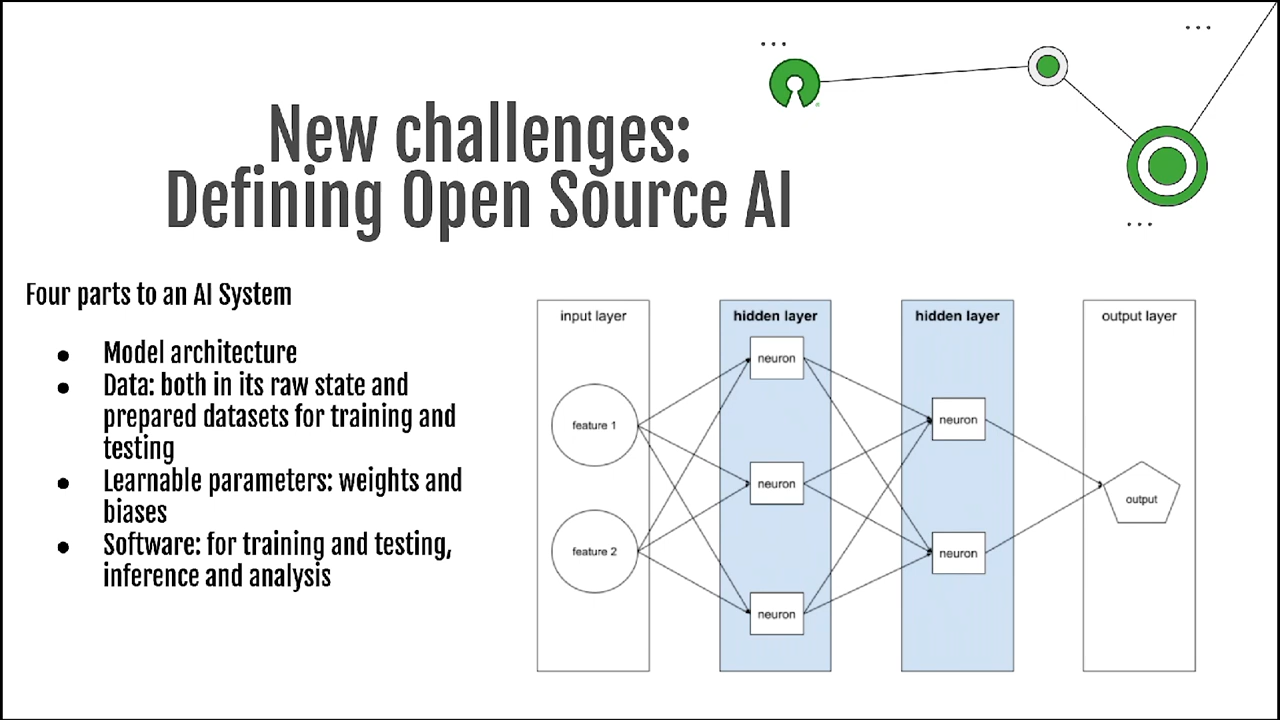 New challenges:
Defining Open Source AI
Four parts to an AI System
● Model architecture
● Data: both in its raw state and
prepared datasets for training and
testing
● Learnable parameters: weights and
biases
● Software: for training and testing,
inference and analysis
input layer
hidden layer
hidden layer
output layer
feature 1
feature 2
neuron
neuron
neuron
neuron
neuron
output